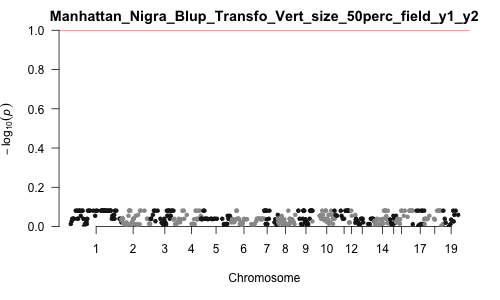 Manhattan_Nigra_Blup_Transfo_Vert_size_50perc_field_y1_y2
1.0
0.8
0.6
0.4
0.2
0.0
− log10(p)
1 2 3 4 5 6 7 8 9 10 12 14 17 19
Chromosome